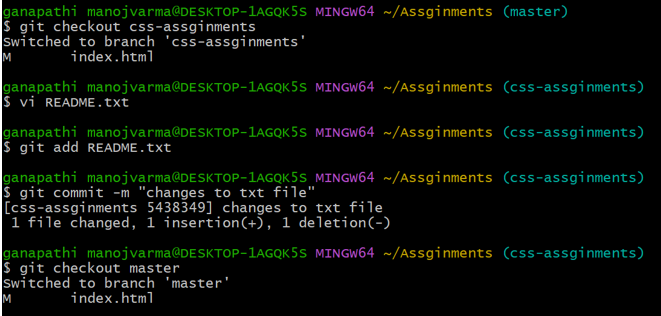 ganapathi manojvarma@DESKTOP-1AGQK5S MINGW64 ~/Assginments (master)
$ git checkout css-assginments
Switched to branch 'css-assginments'
M       index.html
ganapathi manojvarma@DESKTOP-1AGQK5S MINGW64 ~/Assginments (css-assginments)
$ vi README.txt
ganapathi manojvarma@DESKTOP-1AGQK5S MINGW64 ~/Assginments (css-assginments)
$ git add README.txt
ganapathi manojvarma@DESKTOP-1AGQK5S MINGW64 ~/Assginments (css-assginments)
$ git commit -m "changes to txt file"
[css-assginments 5438349] changes to txt file
 1 file changed, 1 insertion(+), 1 deletion(-)
ganapathi manojvarma@DESKTOP-1AGQK5S MINGW64 ~/Assginments (css-assginments)
$ git checkout master
Switched to branch 'master'
M       index.html